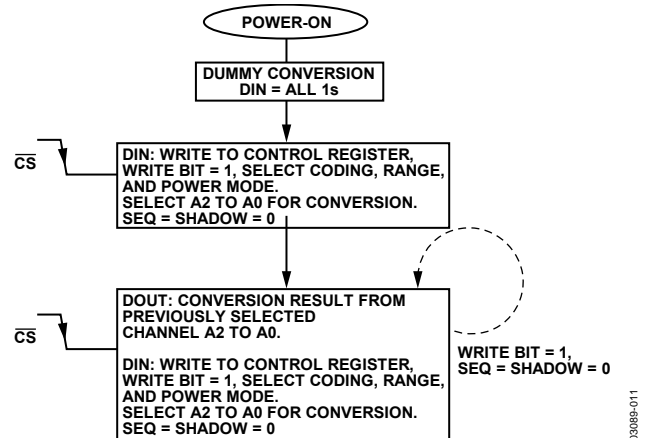 POWER-ON
DUMMY CONVERSION
DIN = ALL 1s
CS
DIN: WRITE TO CONTROL REGISTER,
WRITE BIT = 1, SELECT CODING, RANGE,
AND POWER MODE.
SELECT A2 TO A0 FOR CONVERSION.
SEQ = SHADOW = 0
CS
DOUT: CONVERSION RESULT FROM
PREVIOUSLY SELECTED
CHANNEL A2 TO A0.
DIN: WRITE TO CONTROL REGISTER,
WRITE BIT = 1, SELECT CODING, RANGE,
AND POWER MODE.
SELECT A2 TO A0 FOR CONVERSION.
SEQ = SHADOW = 0
WRITE BIT = 1,
SEQ = SHADOW = 0
03089-011